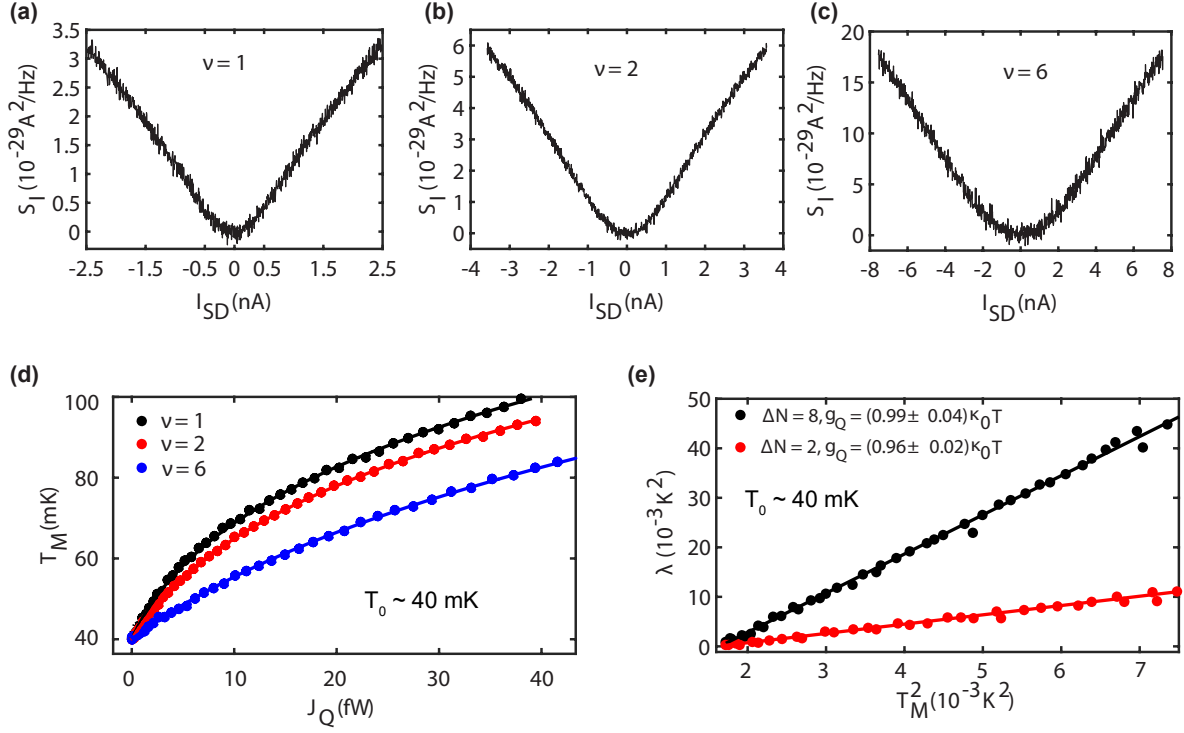 (a)
3.5
3
2.5
1.5
1
0.5
0
-2.5
-1.5
-0.5
0
0.5
1.5
2.5
S_I (10^-29 A^2/Hz)
I_SD (nA)
ν = 1
(b)
6
5
4
3
2
1
0
-4
-3
-2
-1
0
1
2
3
4
S_I (10^-29 A^2/Hz)
I_SD (nA)
ν = 2
(c)
20
15
10
5
0
-8
-6
-4
-2
0
2
4
6
8
S_I (10^-29 A^2/Hz)
I_SD (nA)
ν = 6
(d)
100
80
60
40
0
10
20
30
40
T_M (mK)
J_Q (fW)
ν = 1
ν = 2
ν = 6
T_0 ~ 40 mK
(e)
50
40
30
20
10
0
2
3
4
5
6
7
λ (10^-3 K^2)
T_M^2 (10^-3 K^2)
ΔN = 8, g_Q = (0.99± 0.04)κ_0T
ΔN = 2, g_Q = (0.96± 0.02)κ_0T
T_0 ~ 40 mK